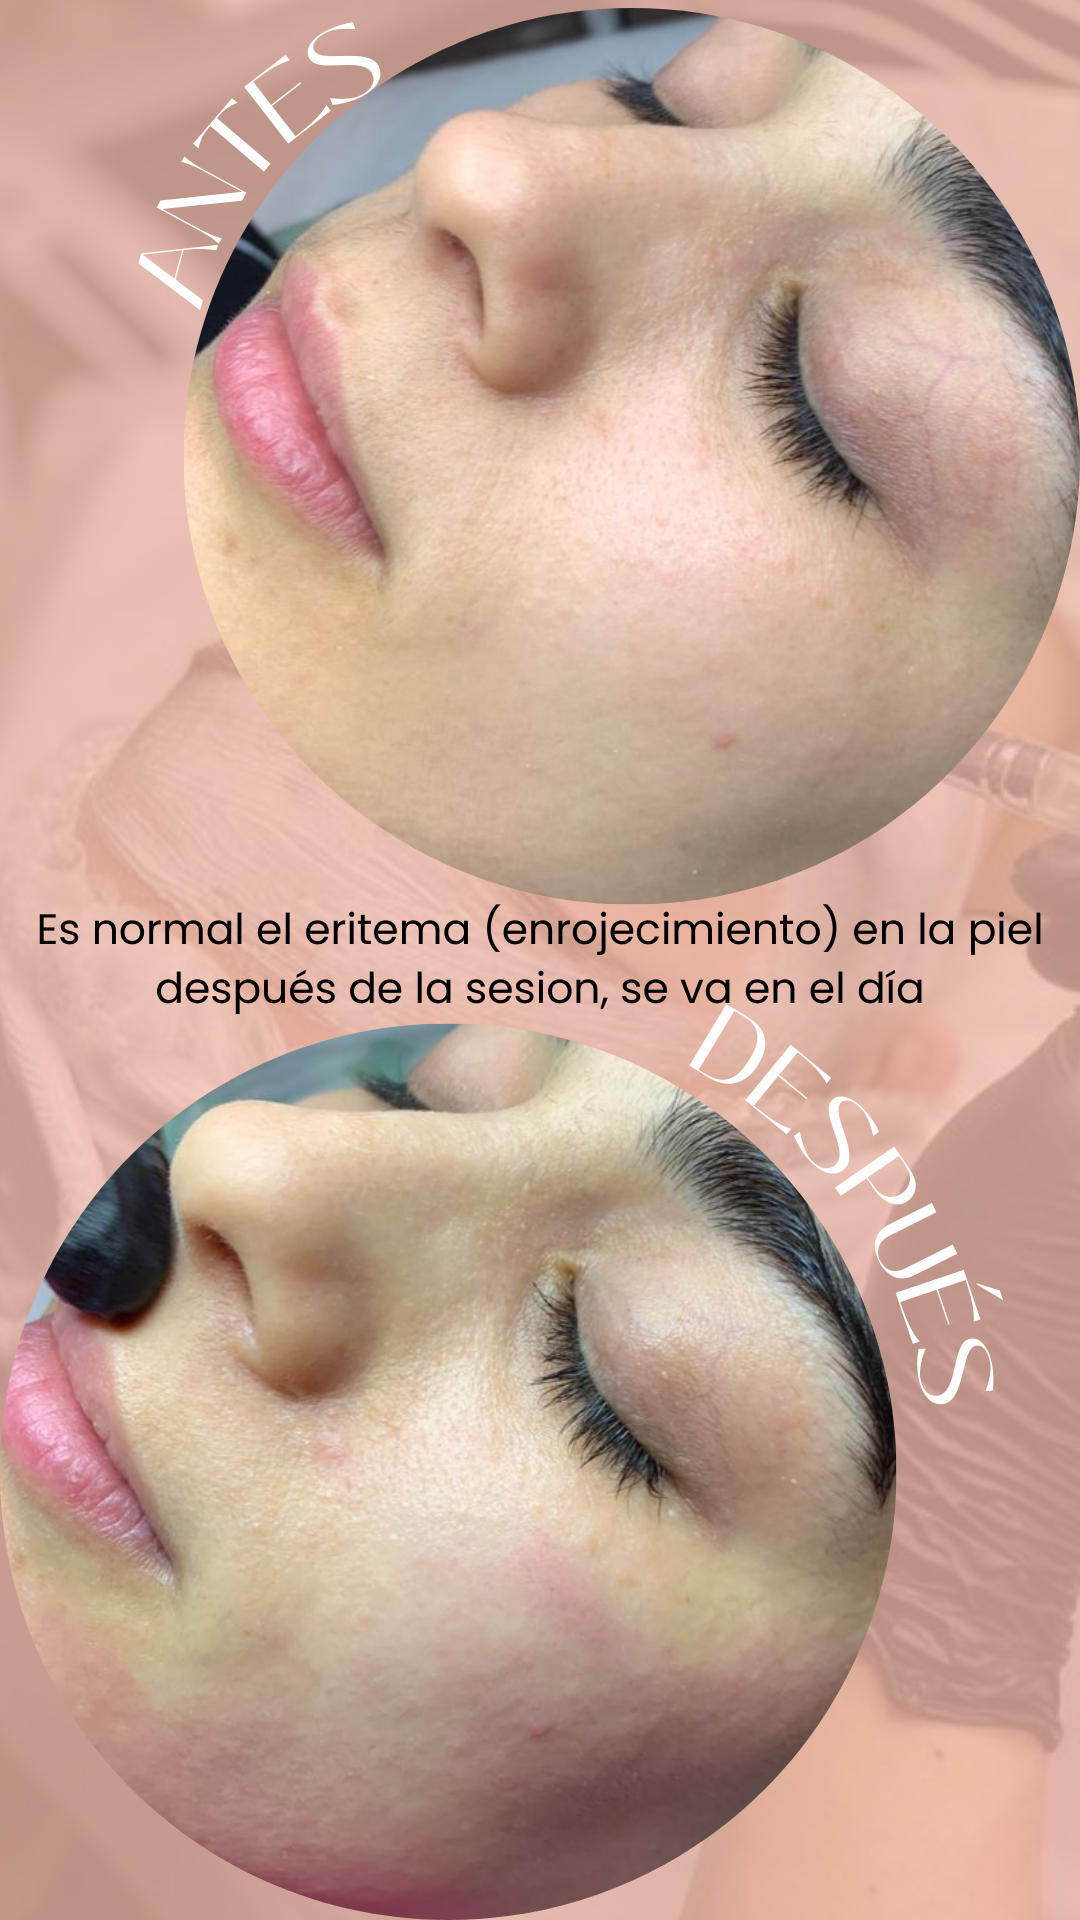 ANTES
Es normal el eritema (enrojecimiento) en la piel
después de la sesion, se va en el día
DESPUÉS